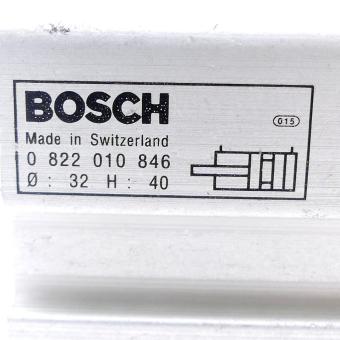 BOSCH
015
Made in Switzerland
0 822 010 846
Ø : 32 H : 40